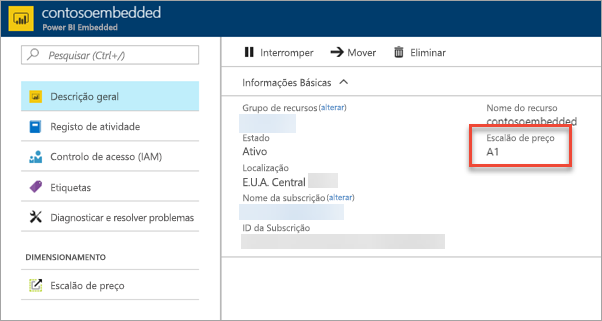 contosoembedded
Power BI Embedded
Pesquisar (Ctrl+/)
Descrição geral
Registo de atividade
Controlo de acesso (IAM)
Etiquetas
Diagnosticar e resolver problemas
DIMENSIONAMENTO
Escalão de preço
Interromper Mover Eliminar
Informações Básicas
Grupo de recursos (alterar)
Estado
Ativo
Localização
E.U.A. Central
Nome da subscrição (alterar)
ID da Subscrição
Nome do recurso
contosoembedded
Escalão de preço
A1